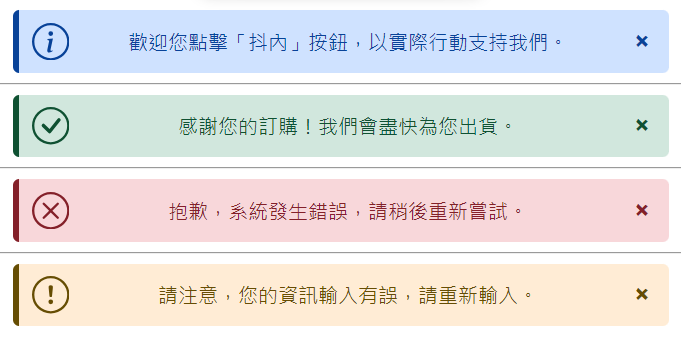 歡迎您點擊「抖內」按鈕，以實際行動支持我們。
感謝您的訂購！我們會盡快為您出貨。
抱歉，系統發生錯誤，請稍後重新嘗試。
請注意，您的資訊輸入有誤，請重新輸入。